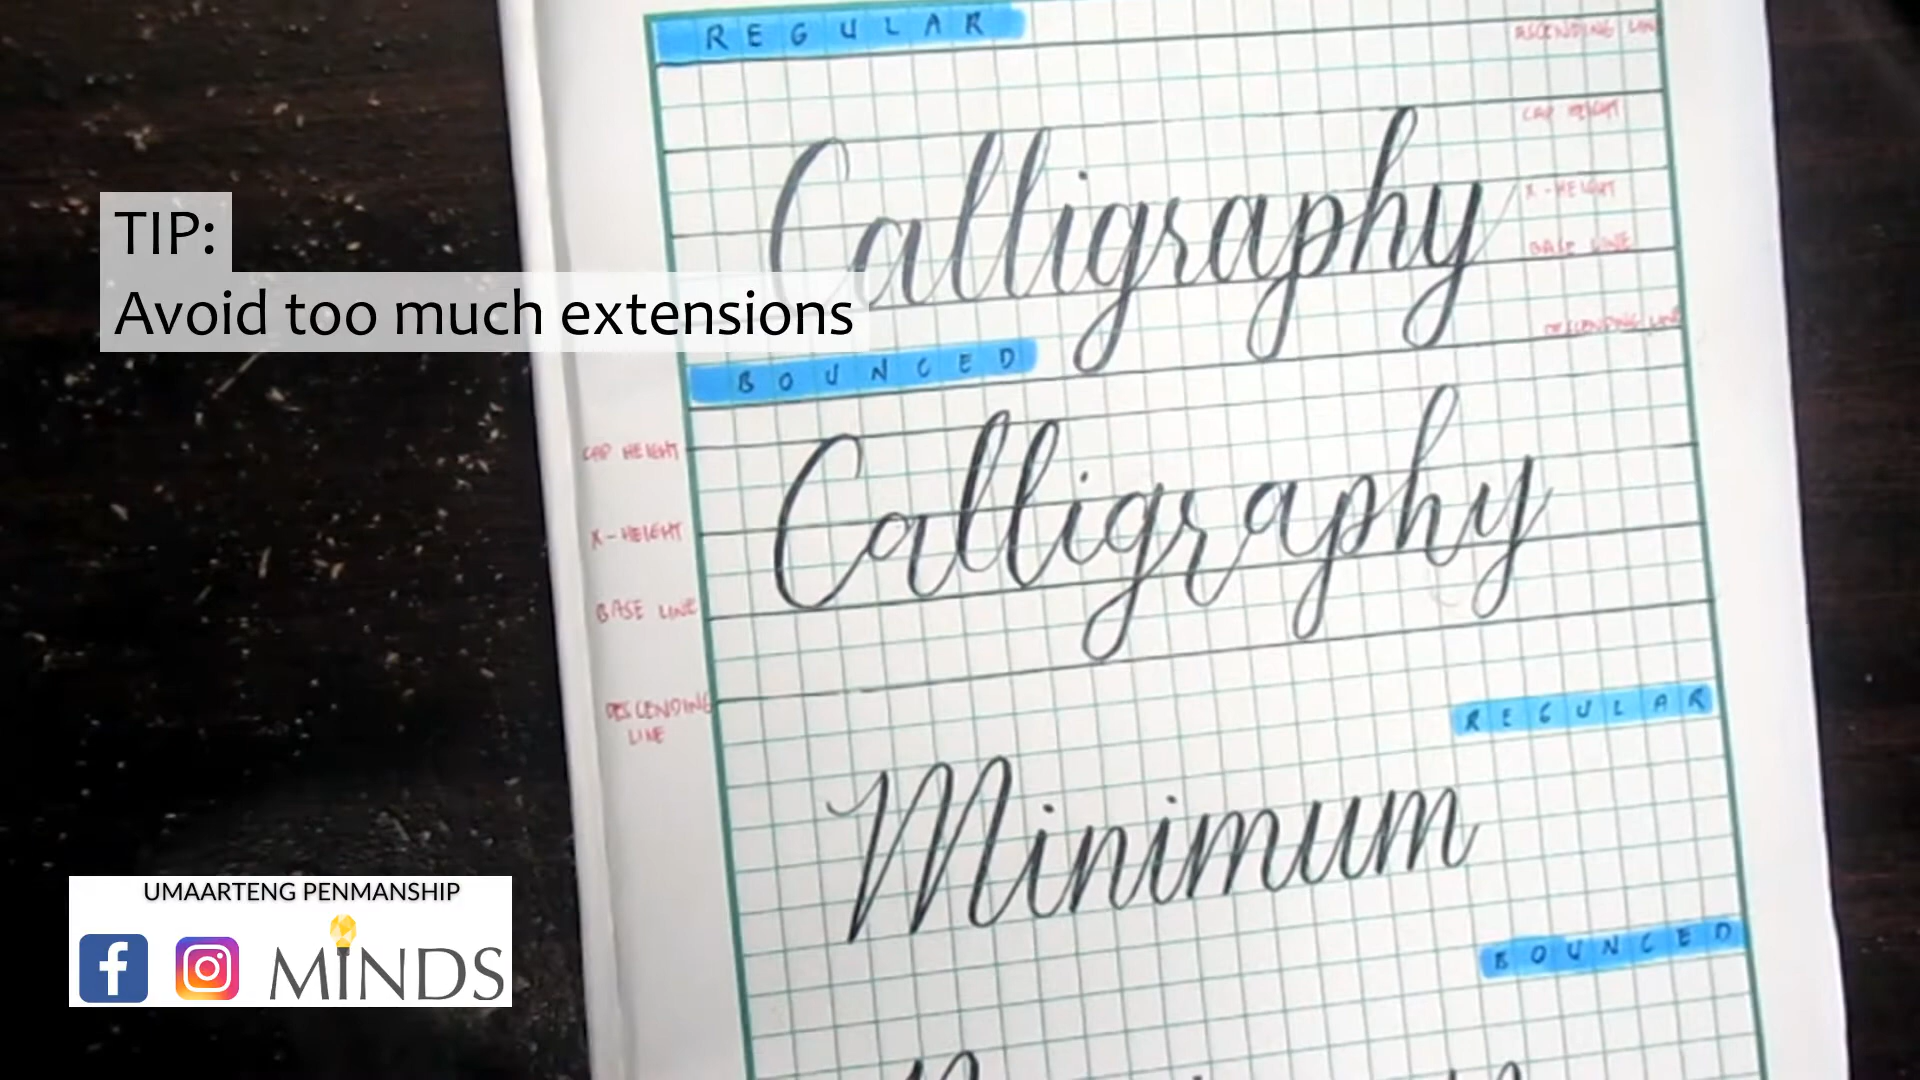 REGULAR
ASCENDING LINE
CAP HEIGHT
Calligraphy
X-HEIGHT
BASE LINE
DESCENDING LINE
TIP:
Avoid too much extensions
BOUNCED
CAP HEIGHT
Calligraphy
X-HEIGHT
BASE LINE
DESCENDING
LINE
REGULAR
Minimum
BOUNCED
UMAARTENG PENMANSHIP
MINDS